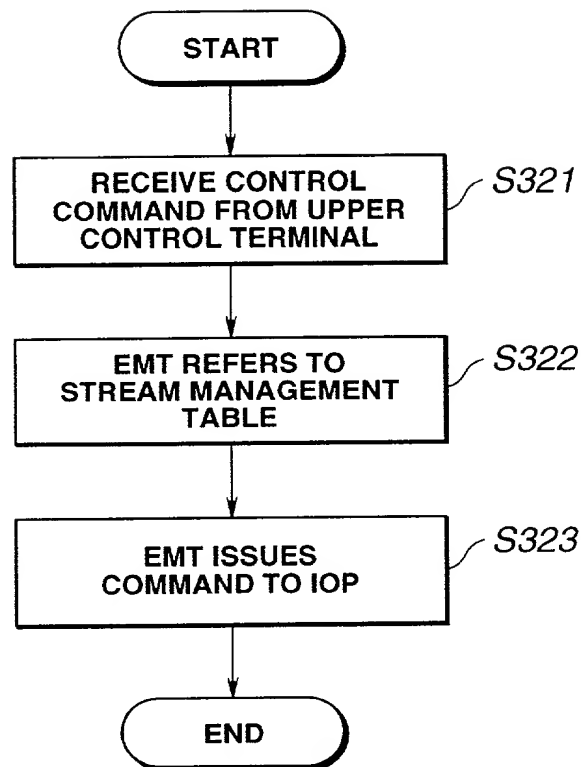 START
RECEIVE CONTROL
COMMAND FROM UPPER
CONTROL TERMINAL
S321
EMT REFERS TO
STREAM MANAGEMENT
TABLE
S322
EMT ISSUES
COMMAND TO IOP
S323
END